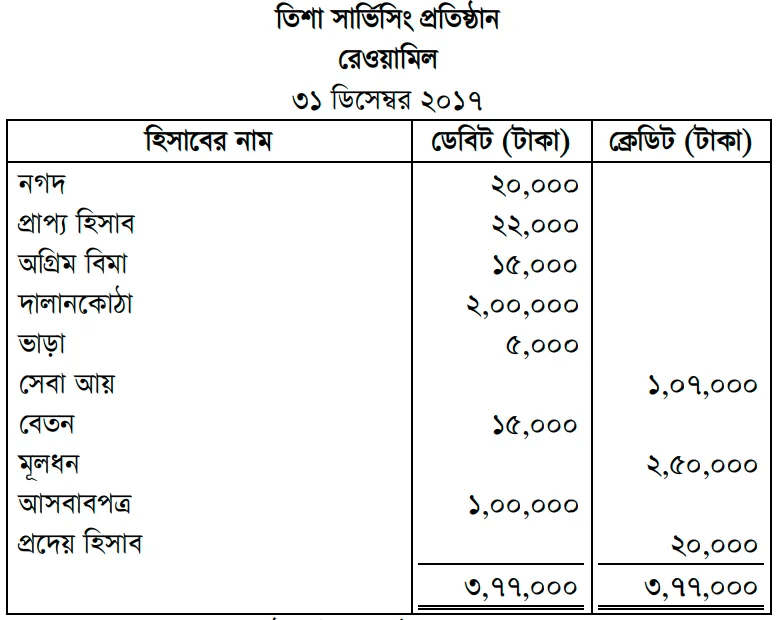 তিশা সার্ভিসিং প্রতিষ্ঠান
রেওয়ামিল
৩১ ডিসেম্বর ২০১৭
হিসাবের নাম ডেবিট (টাকা) ক্রেডিট (টাকা)
নগদ ২০,০০০
প্রাপ্য হিসাব ২২,০০০
অগ্রিম বিমা ১৫,০০০
দালানকোঠা ২,০০,০০০
ভাড়া ৫,০০০
সেবা আয় ১,০৭,০০০
বেতন ১৫,০০০
মূলধন ২,৫০,০০০
আসবাবপত্র ১,০০,০০০
প্রদেয় হিসাব ২০,০০০
৩,৭৭,০০০ ৩,৭৭,০০০